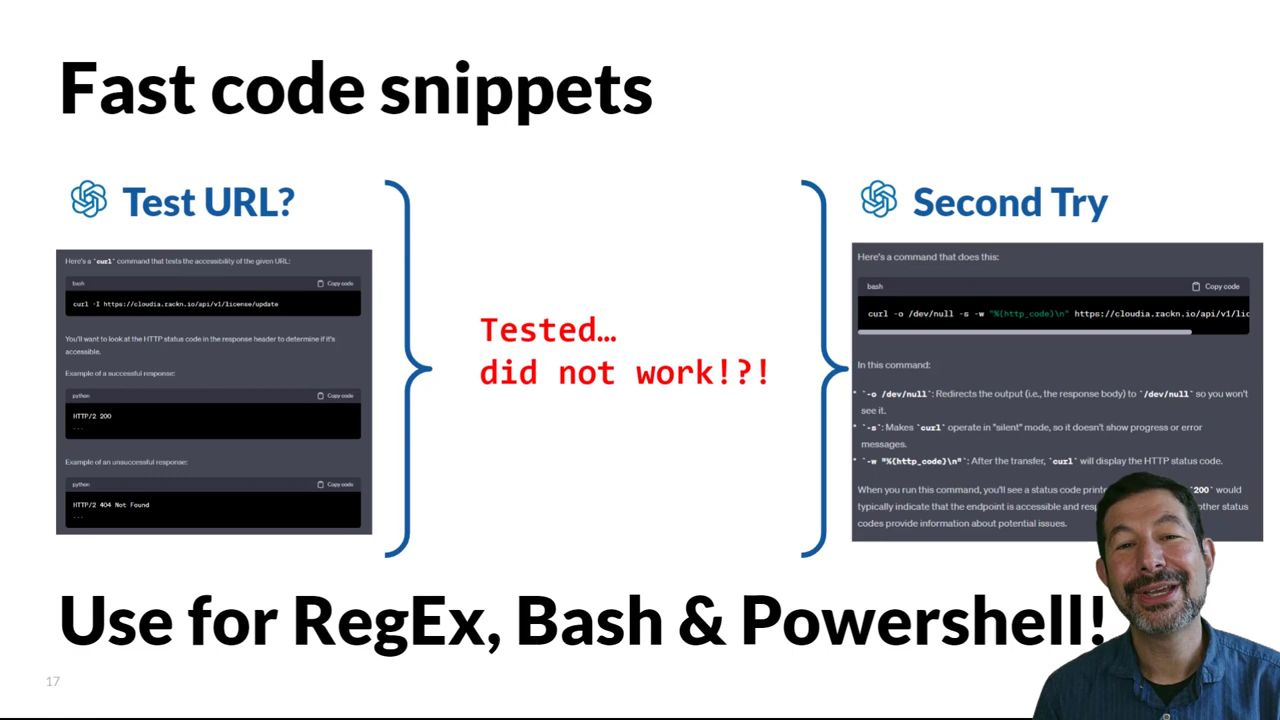 Fast code snippets
Test URL?
Here's a `curl` command that tests the accessibility of the given URL:
bash
Copy code
curl -I https://cloudia.rackn.io/api/v1/license/update
You'll want to look at the HTTP status code in the response header to determine if it's
accessible.
Example of a successful response:
python
Copy code
HTTP/2 200
...
Example of an unsuccessful response:
python
Copy code
HTTP/2 404 Not Found
...
Tested…
did not work!?!
Second Try
Here's a command that does this:
bash
Copy code
curl -o /dev/null -s -w "%{http_code}\n" https://cloudia.rackn.io/api/v1/lic
In this command:
• `-o /dev/null`: Redirects the output (i.e., the response body) to `/dev/null` so you won't
see it.
• `-s`: Makes `curl` operate in "silent" mode, so it doesn't show progress or error
messages.
• `-w "%{http_code}\n"`: After the transfer, `curl` will display the HTTP status code.
When you run this command, you'll see a status code 200` would
typically indicate that the endpoint is accessible and other status
codes provide information about potential issues.
Use for RegEx, Bash & Powershell!
17